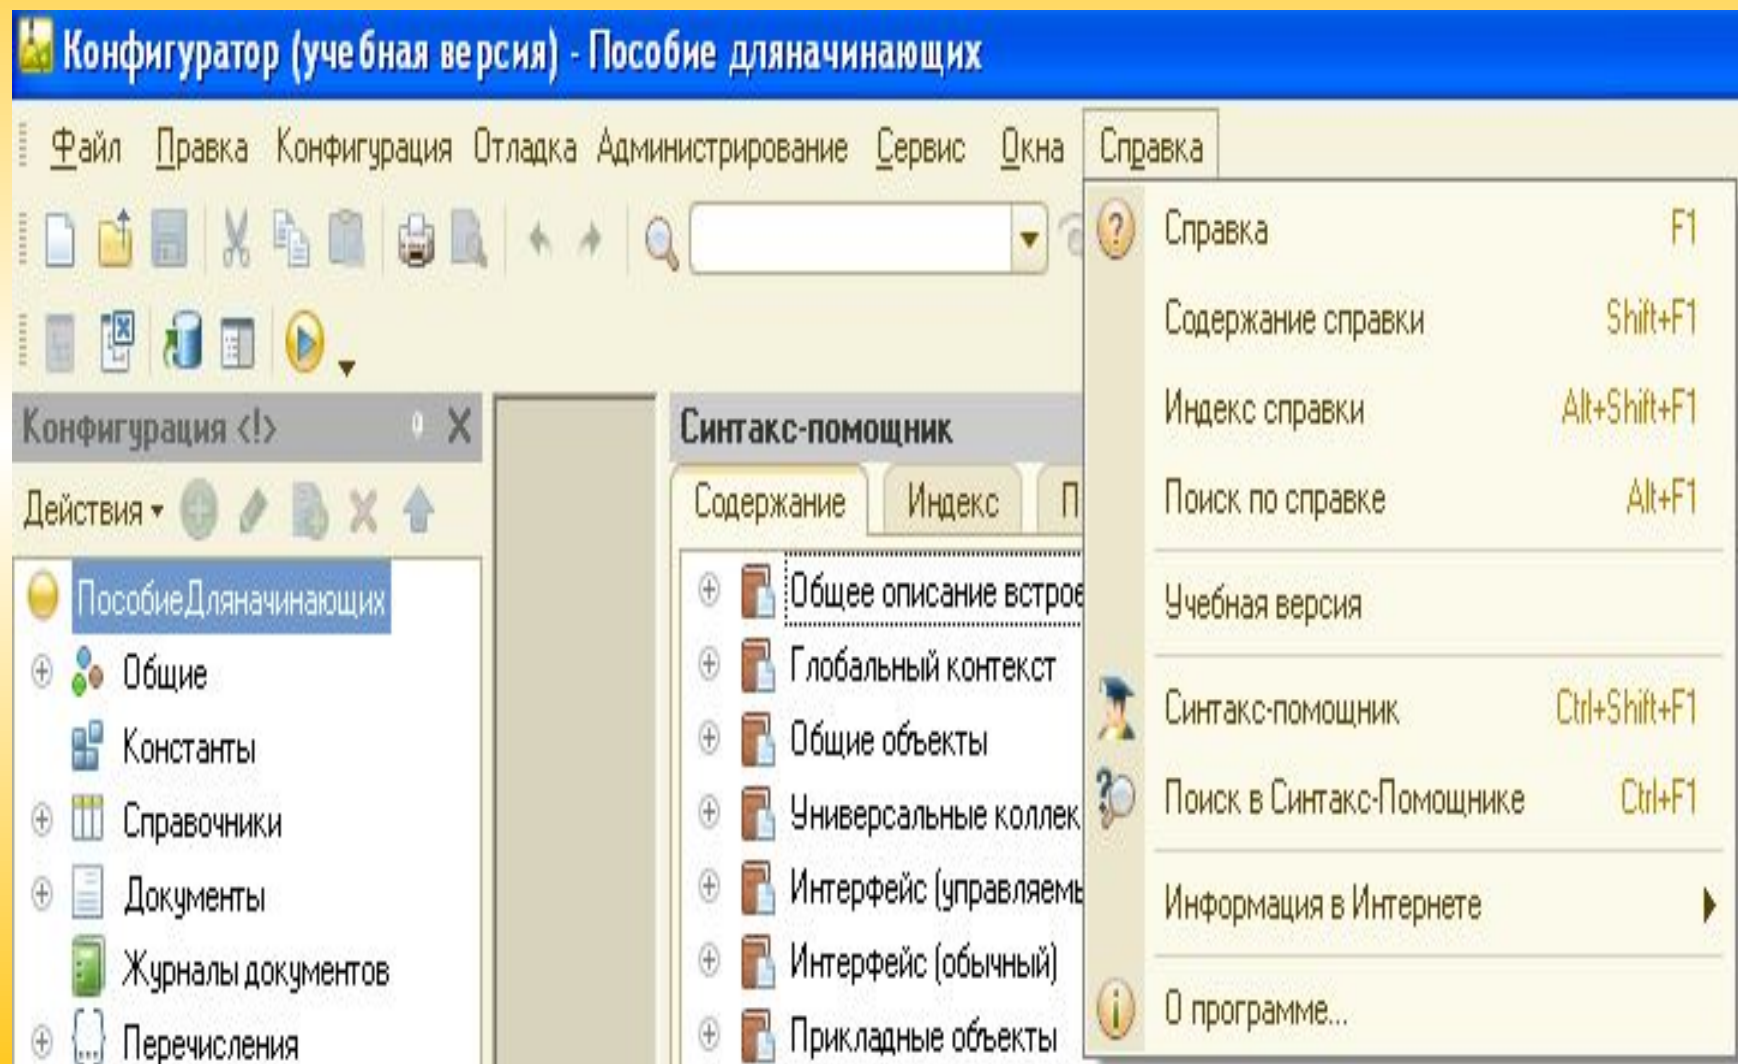 Конфигуратор (учебная версия) - Пособие дляначинающих
Файл Правка Конфигурация Отладка Администрирование Сервис Окна Справка
Справка F1
Содержание справки Shift+F1
Индекс справки Alt+Shift+F1
Поиск по справке Alt+F1
Учебная версия
Синтакс-помощник Ctrl+Shift+F1
Поиск в Синтакс-Помощнике Ctrl+F1
Информация в Интернете
О программе...
Конфигурация <!>
Действия
ПособиеДляначинающих
Общие
Константы
Справочники
Документы
Журналы документов
Перечисления
Синтакс-помощник
Содержание Индекс П
Общее описание встрое
Глобальный контекст
Общие объекты
Универсальные коллек
Интерфейс (управляемы
Интерфейс (обычный)
Прикладные объекты